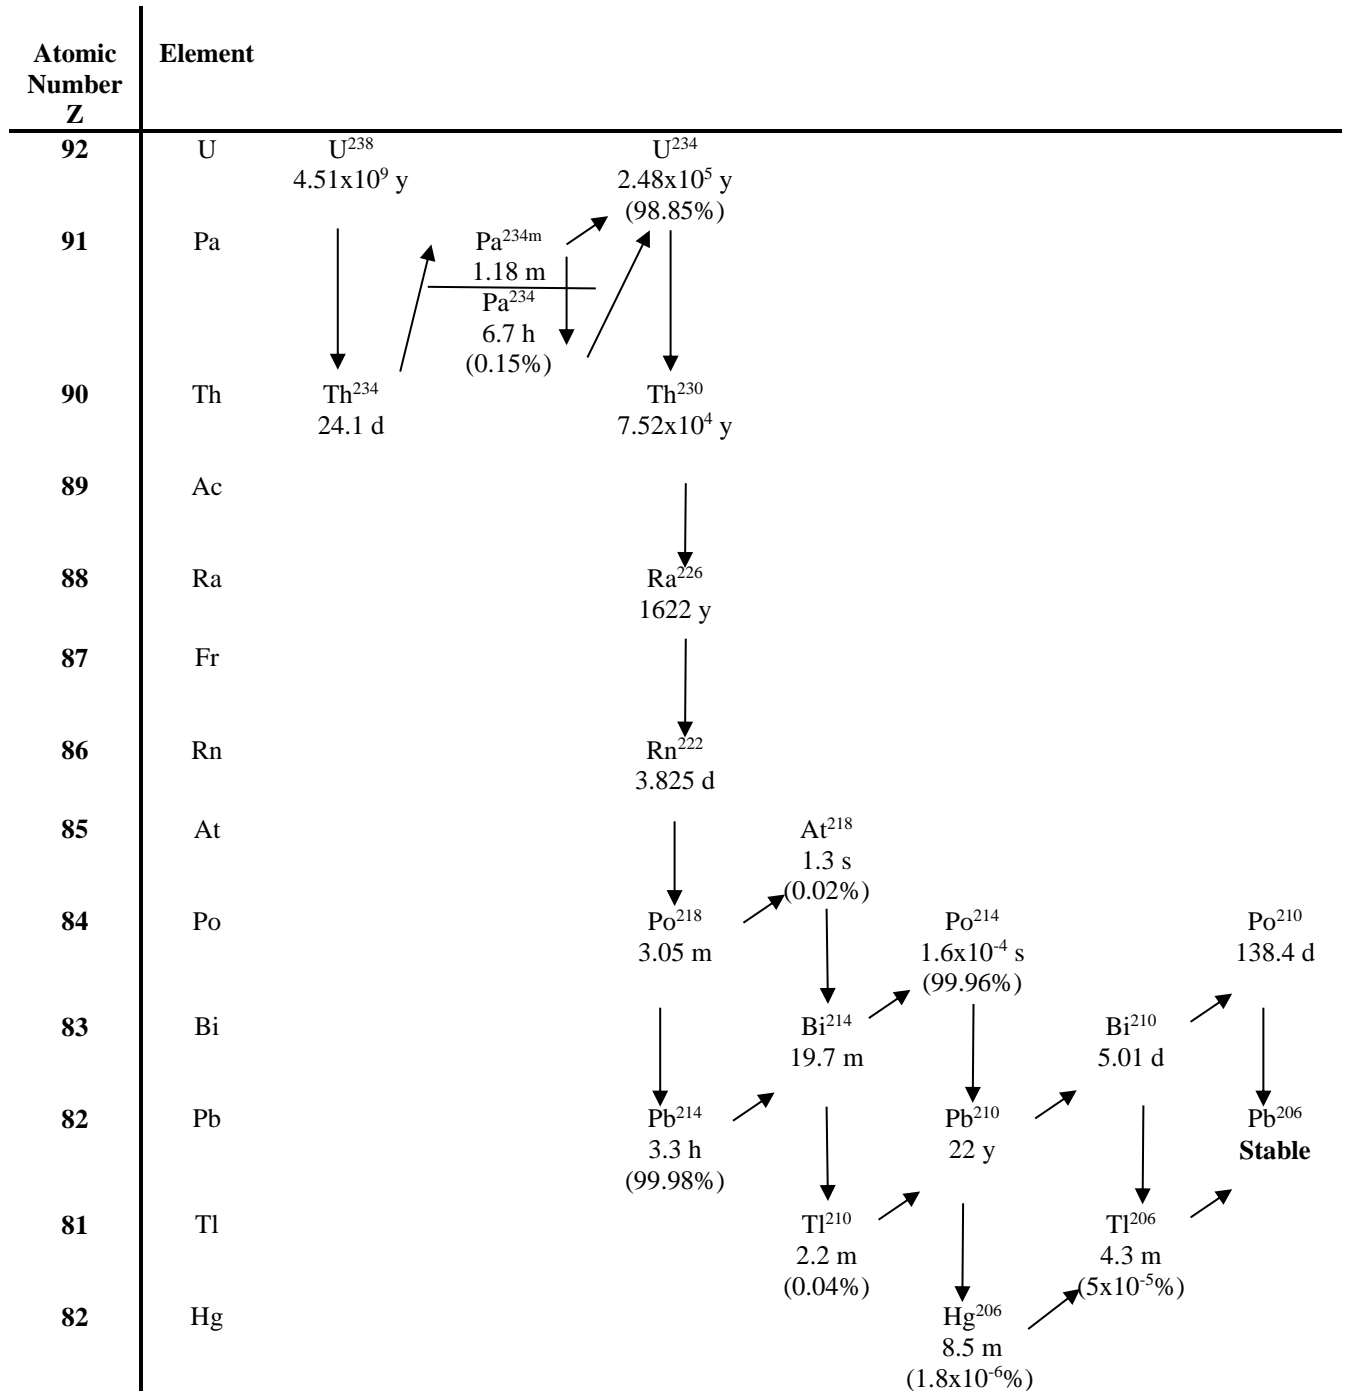 Atomic Number Z Element
92 U U²³⁸ U²³⁴
4.51x10⁹ y 2.48x10⁵ y
(98.85%)
91 Pa Pa²³⁴ᵐ
1.18 m
Pa²³⁴
6.7 h
(0.15%)
90 Th Th²³⁴ Th²³⁰
24.1 d 7.52x10⁴ y
89 Ac
88 Ra Ra²²⁶
1622 y
87 Fr
86 Rn Rn²²²
3.825 d
85 At At²¹⁸
1.3 s
(0.02%)
84 Po Po²¹⁸ Po²¹⁴ Po²¹⁰
3.05 m 1.6x10⁻⁴ s 138.4 d
(99.96%)
83 Bi Bi²¹⁴ Bi²¹⁰
19.7 m 5.01 d
82 Pb Pb²¹⁴ Pb²¹⁰ Pb²⁰⁶
3.3 h 22 y Stable
(99.98%)
81 Tl Tl²¹⁰ Tl²⁰⁶
2.2 m 4.3 m
(0.04%) (5x10⁻⁵%)
82 Hg Hg²⁰⁶
8.5 m
(1.8x10⁻⁶%)